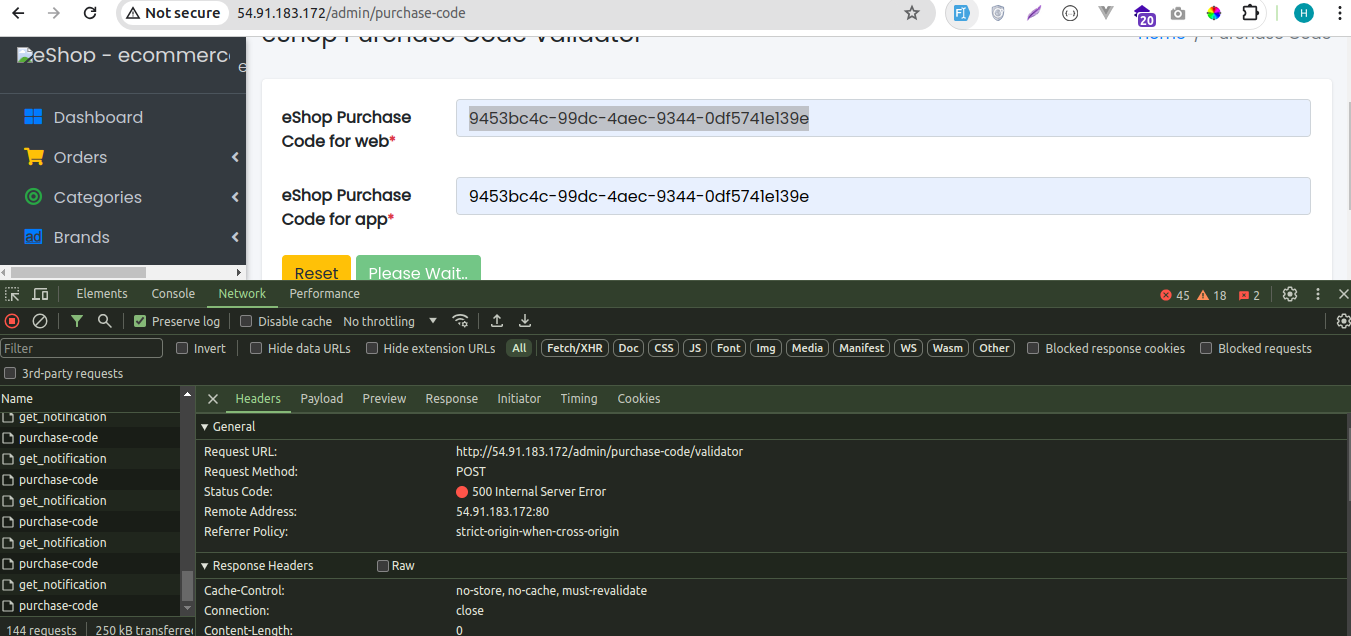 Not secure 54.91.183.172/admin/purchase-code
20
H
eShop - ecommerc
e
eShop Purchase Code Validator
Home / Purchase Code
Dashboard
Orders
Categories
ad Brands
eShop Purchase
Code for web*
9453bc4c-99dc-4aec-9344-0df5741e139e
eShop Purchase
Code for app*
9453bc4c-99dc-4aec-9344-0df5741e139e
Reset Please Wait..
Elements Console Network Performance 45 18 2
Preserve log Disable cache No throttling
Filter Invert Hide data URLs Hide extension URLs All Fetch/XHR Doc CSS JS Font Img Media Manifest WS Wasm Other Blocked response cookies Blocked requests
3rd-party requests
Name
get_notification
purchase-code
get_notification
purchase-code
get_notification
purchase-code
get_notification
purchase-code
get_notification
purchase-code
144 requests 250 kB transferred
Headers Payload Preview Response Initiator Timing Cookies
General
Request URL: http://54.91.183.172/admin/purchase-code/validator
Request Method: POST
Status Code: 500 Internal Server Error
Remote Address: 54.91.183.172:80
Referrer Policy: strict-origin-when-cross-origin
Response Headers Raw
Cache-Control: no-store, no-cache, must-revalidate
Connection: close
Content-Length: 0